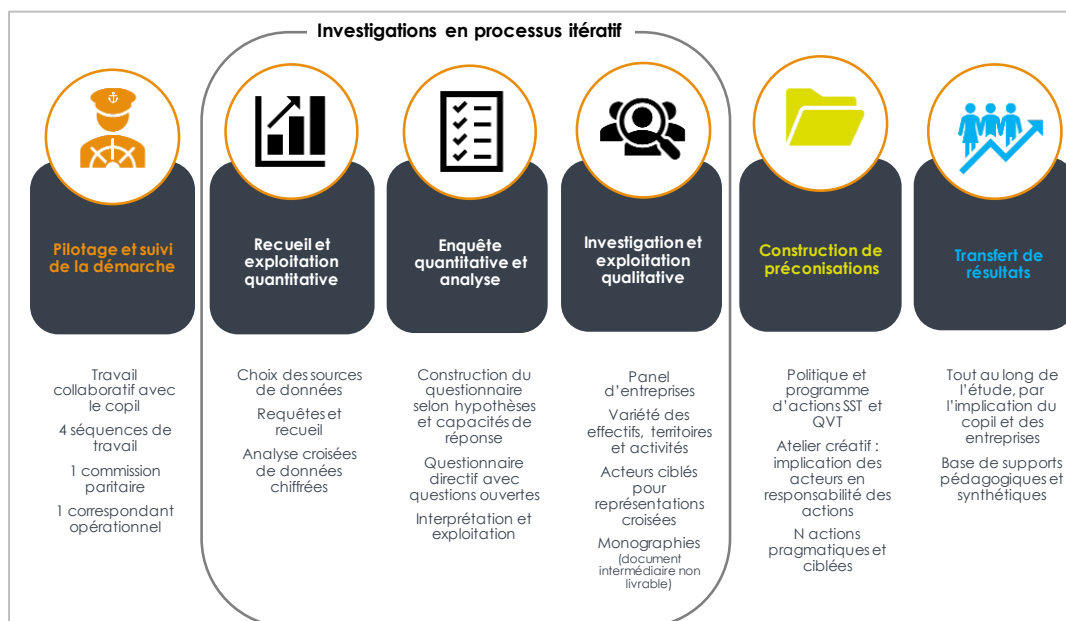 Investigations en processus itératif
Pilotage et suivi
de la démarche
Recueil et
exploitation
quantitative
Enquête
quantitative et
analyse
Investigation et
exploitation
qualitative
Construction de
préconisations
Transfert de
résultats
Travail
collaboratif avec
le copil
4 séquences de
travail
1 commission
paritaire
1 correspondant
opérationnel
Choix des sources
de données
Requêtes et
recueil
Analyse croisées
de données
chiffrées
Construction du
questionnaire
selon hypothèses
et capacités de
réponse
Questionnaire
directif avec
questions ouvertes
Interprétation et
exploitation
Panel
d’entreprises
Variété des
effectifs, territoires
et activités
Acteurs ciblés
pour
représentations
croisées
Monographies
(document
intermédiaire non
livrable)
Politique et
programme
d’actions SST et
QVT
Atelier créatif :
implication des
acteurs en
responsabilité des
actions
N actions
pragmatiques et
ciblées
Tout au long de
l’étude, par
l’implication du
copil et des
entreprises
Base de supports
pédagogiques et
synthétiques